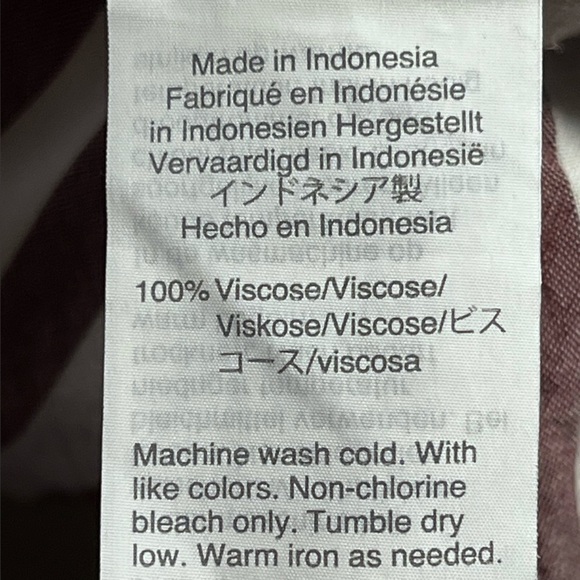 Made in Indonesia
Fabriqué en Indonésie
in Indonesien Hergestellt
Vervaardigd in Indonesië
インドネシア製
Hecho en Indonesia
100% Viscose/Viscose/
Viskose/Viscose/ビス
コース/viscosa
Machine wash cold. With
like colors. Non-chlorine
bleach only. Tumble dry
low. Warm iron as needed.